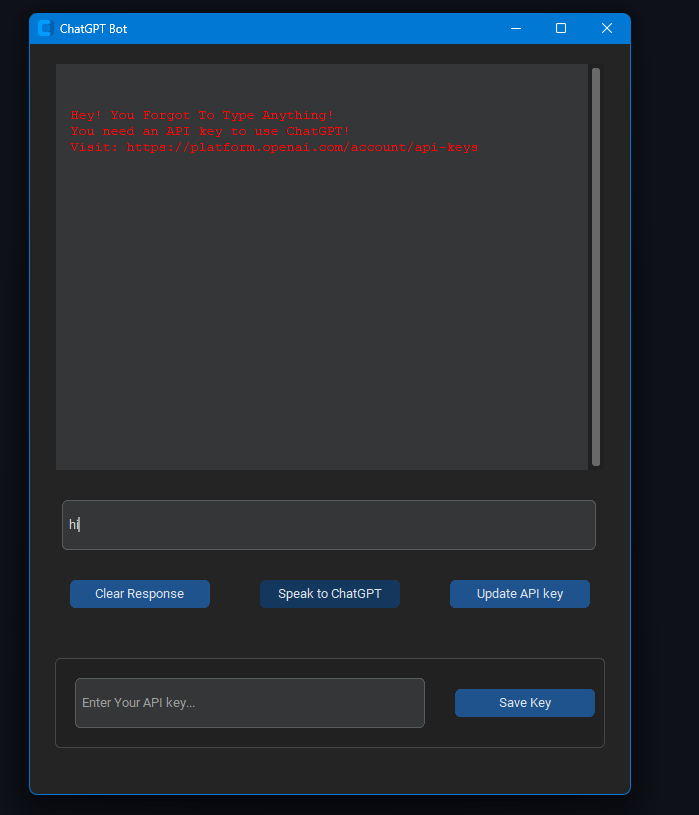 ChatGPT Bot
Hey! You Forgot To Type Anything!
You need an API key to use ChatGPT!
Visit: https://platform.openai.com/account/api-keys
hi
Clear Response
Speak to ChatGPT
Update API key
Enter Your API key...
Save Key